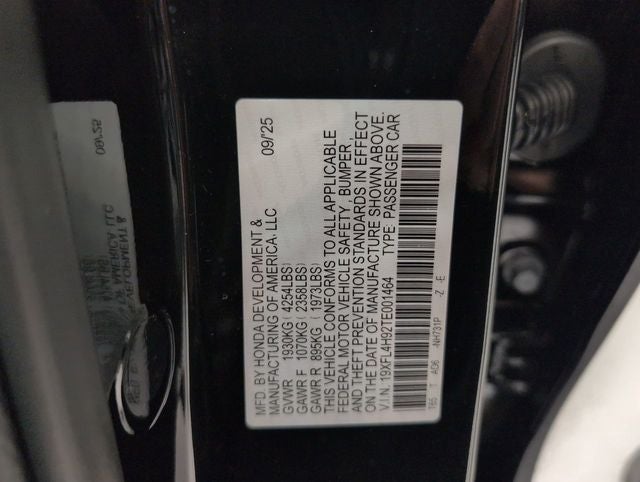 MFD. BY HONDA DEVELOPMENT & 09/25
MANUFACTURING OF AMERICA. LLC
GVWR 1930KG(4254LBS)
GAWR F 1070KG(2358LBS)
GAWR R 895KG (1973LBS)
THIS VEHICLE CONFORMS TO ALL APPLICABLE
FEDERAL MOTOR VEHICLE SAFETY, BUMPER,
AND THEFT PREVENTION STANDARDS IN EFFECT
ON THE DATE OF MANUFACTURE SHOWN ABOVE.
V.I.N. 19XFL4H92TE001464 TYPE: PASSENGER CAR
T65 T AD6 -NH731P -Z -E